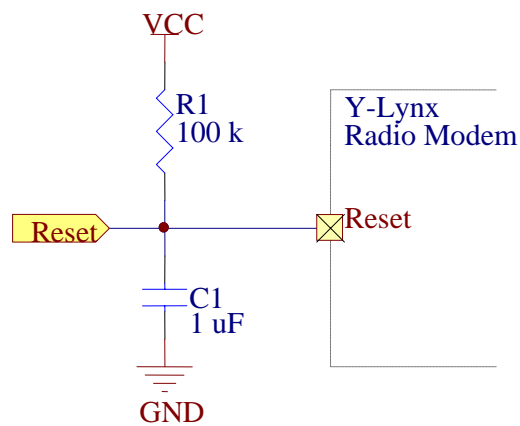 VCC
R1
100 k
Y-Lynx
Radio Modem
Reset
Reset
C1
1 uF
GND